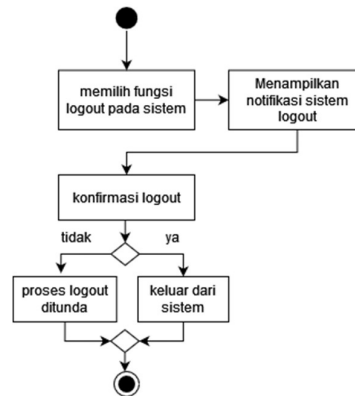 memilih fungsi
logout pada sistem
Menampilkan
notifikasi sistem
logout
konfirmasi logout
tidak
ya
proses logout
ditunda
keluar dari
sistem